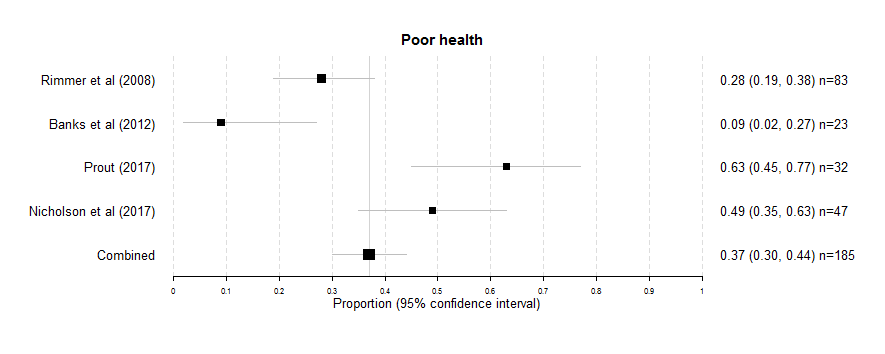 Poor health
Rimmer et al (2008) 0.28 (0.19, 0.38) n=83
Banks et al (2012) 0.09 (0.02, 0.27) n=23
Prout (2017) 0.63 (0.45, 0.77) n=32
Nicholson et al (2017) 0.49 (0.35, 0.63) n=47
Combined 0.37 (0.30, 0.44) n=185
0 0.1 0.2 0.3 0.4 0.5 0.6 0.7 0.8 0.9 1
Proportion (95% confidence interval)